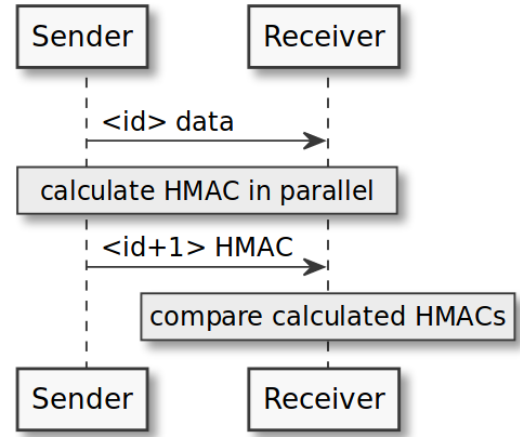 Sender Receiver
<id> data
calculate HMAC in parallel
<id+1> HMAC
compare calculated HMACs
Sender Receiver